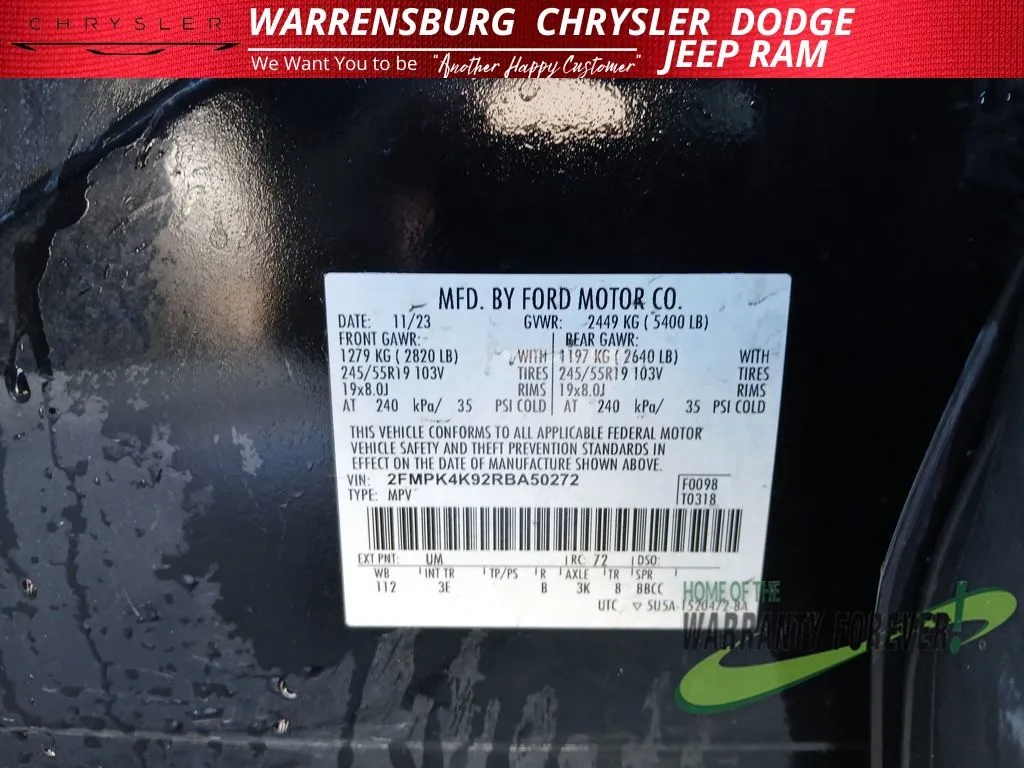 CHRYSLER
WARRENSBURG CHRYSLER DODGE
JEEP RAM
We Want You to be "Another Happy Customer"
MFD. BY FORD MOTOR CO.
DATE: 11/23 GVWR: 2449 KG ( 5400 LB)
FRONT GAWR: REAR GAWR:
1279 KG ( 2820 LB) WITH 1197 KG ( 2640 LB) WITH
245/55R19 103V TIRES 245/55R19 103V TIRES
19x8.0J RIMS 19x8.0J RIMS
AT 240 kPa/ 35 PSI COLD AT 240 kPa/ 35 PSI COLD
THIS VEHICLE CONFORMS TO ALL APPLICABLE FEDERAL MOTOR
VEHICLE SAFETY AND THEFT PREVENTION STANDARDS IN
EFFECT ON THE DATE OF MANUFACTURE SHOWN ABOVE.
VIN: 2FMPK4K92RBA50272 F0098
TYPE: MPV T0318
EXT PNT: UM RC: 72 DSO:
WB INT TR TP/PS R AXLE TR SPR
112 3E B 3K B BBCC
UTC ▽ SU5A-1520472-BA
HOME OF THE
WARRANTY FOREVER!